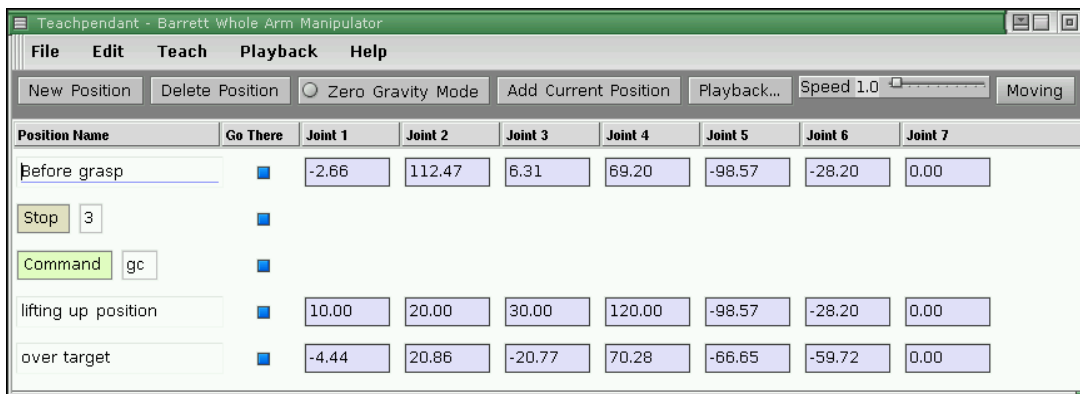 Teachpendant - Barrett Whole Arm Manipulator
File Edit Teach Playback Help
New Position Delete Position Zero Gravity Mode Add Current Position Playback... Speed 1.0 Moving
Position Name Go There Joint 1 Joint 2 Joint 3 Joint 4 Joint 5 Joint 6 Joint 7
Before grasp -2.66 112.47 6.31 69.20 -98.57 -28.20 0.00
Stop 3
Command gc
lifting up position 10.00 20.00 30.00 120.00 -98.57 -28.20 0.00
over target -4.44 20.86 -20.77 70.28 -66.65 -59.72 0.00